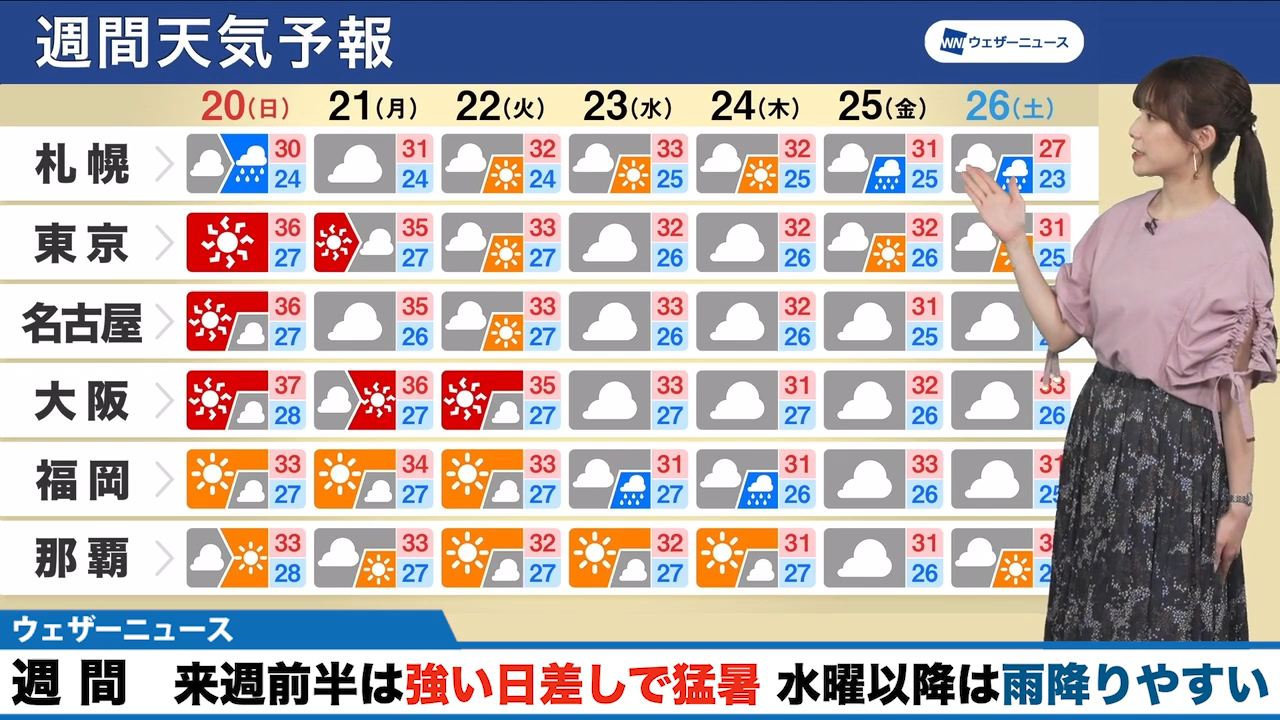 週間天気予報
WNI ウェザーニュース
20(日) 21(月) 22(火) 23(水) 24(木) 25(金) 26(土)
札幌 30 24 31 24 32 24 33 25 32 25 31 25 27 23
東京 36 27 35 27 33 27 32 26 32 26 32 26 31 25
名古屋 36 27 35 26 33 27 33 26 32 26 31 25
大阪 37 28 36 27 35 27 33 27 31 27 32 26 33 26
福岡 33 27 34 27 33 27 31 27 31 26 33 26 31 25
那覇 33 28 33 27 32 27 32 27 31 27 31 26
ウェザーニュース
週間 来週前半は強い日差しで猛暑 水曜以降は雨降りやすい